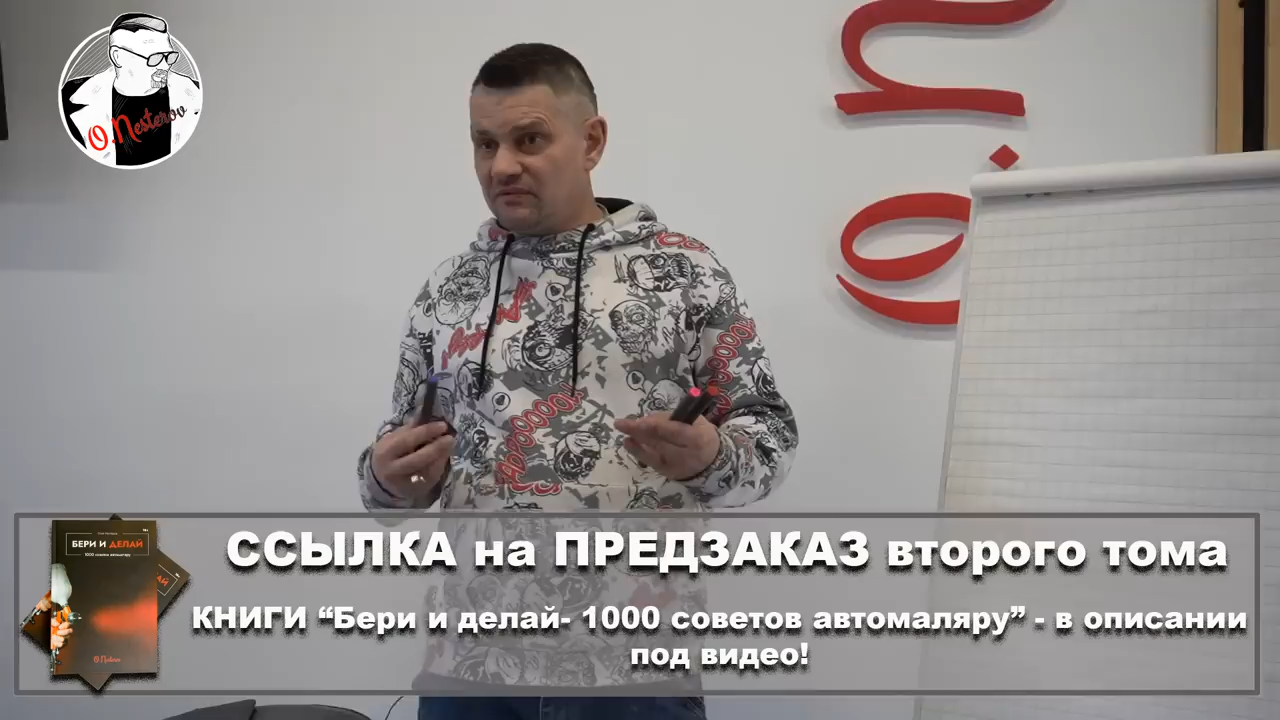 O.Nesterov
ССЫЛКА на ПРЕДЗАКАЗ второго тома
КНИГИ “Бери и делай- 1000 советов автомаляру” - в описании
под видео!
БЕРИ И ДЕЛАЙ
1000 советов автомаляру
O.Nesterov